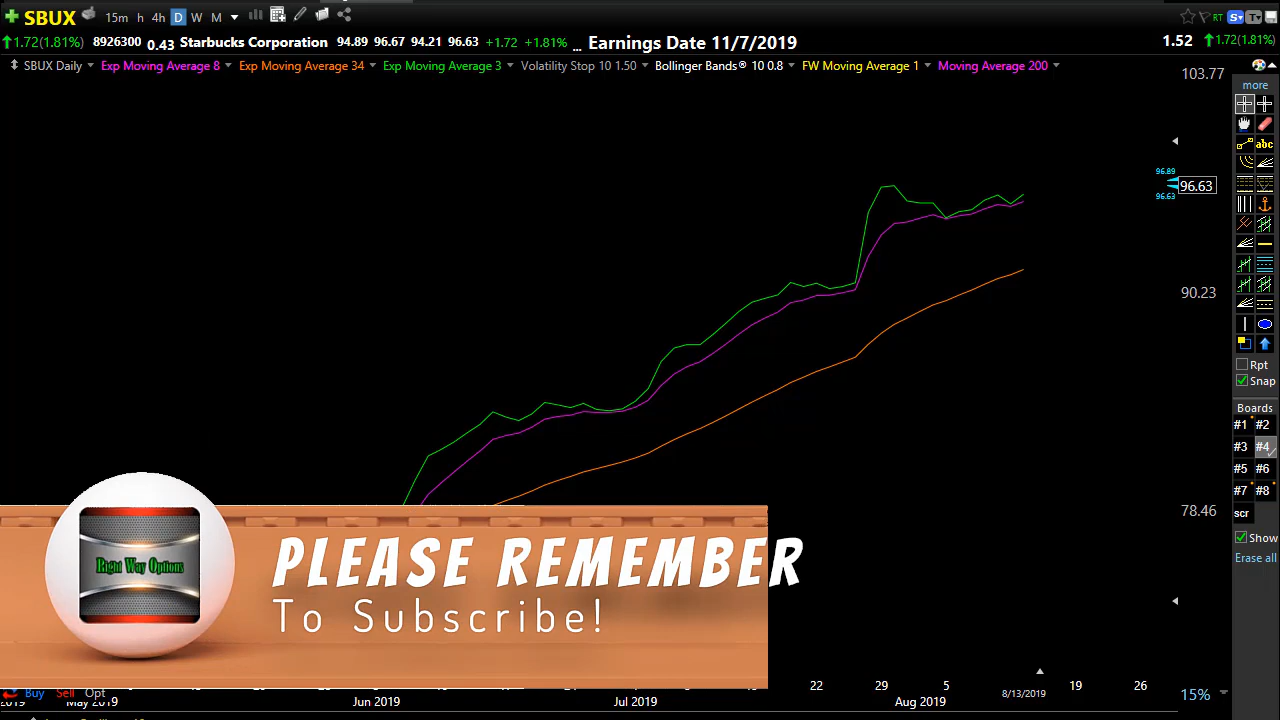 SBUX 15m h 4h D W M RT S T
1.72(1.81%) 8926300 0.43 Starbucks Corporation 94.89 96.67 94.21 96.63 +1.72 +1.81% ... Earnings Date 11/7/2019 1.52 1.72(1.81%)
SBUX Daily Exp Moving Average 8 Exp Moving Average 34 Exp Moving Average 3 Volatility Stop 10 1.50 Bollinger Bands® 10 0.8 FW Moving Average 1 Moving Average 200
103.77
more
abc
96.89
96.63
96.63
90.23
Rpt
Snap
Boards
#1 #2
#3 #4
#5 #6
#7 #8
78.46
scr
Show
Erase all
Right Way Options
PLEASE REMEMBER
To Subscribe!
Buy Sell Opt
22 29 5 8/13/2019 19 26 15%
May 2019 Jun 2019 Jul 2019 Aug 2019